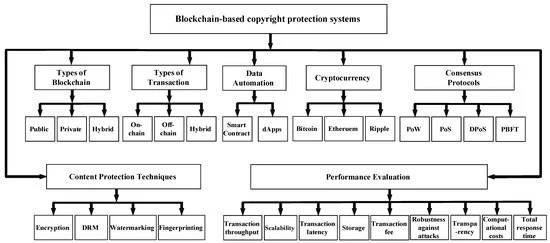 Blockchain-based copyright protection systems
Types of
Blockchain
Types of
Transaction
Data
Automation
Cryptocurrency
Consensus
Protocols
Public
Private
Hybrid
On-
chain
Off-
chain
Hybrid
Smart
Contract
dApps
Bitcoin
Etheruem
Ripple
PoW
PoS
DPoS
PBFT
Content Protection Techniques
Performance Evaluation
Encryption
DRM
Watermarking
Fingerprinting
Transaction
throughput
Scalability
Transaction
latency
Storage
Transaction
fee
Robustness
against
attacks
Transpa-
rency
Comput-
ational
costs
Total
response
time